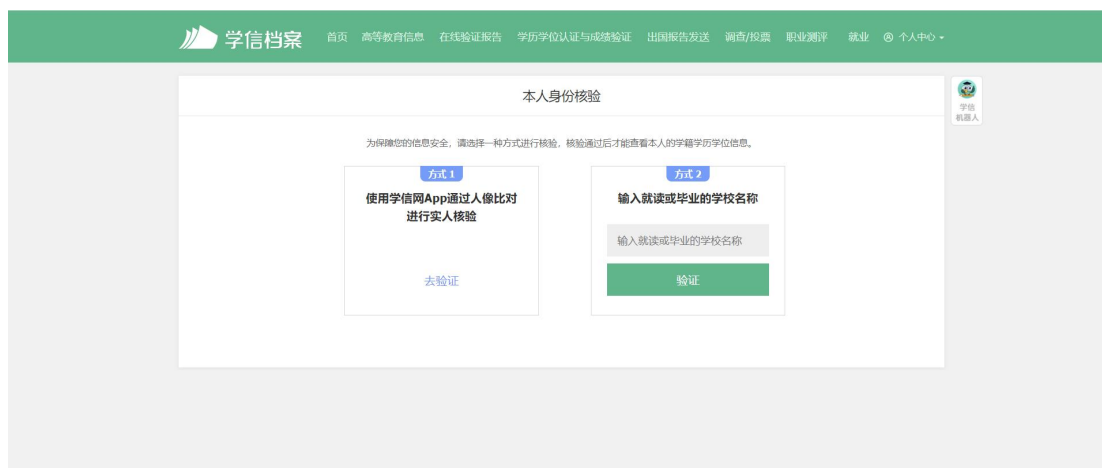 学信档案 首页 高等教育信息 在线验证报告 学历学位认证与成绩验证 出国报告发送 调查/投票 职业测评 就业 个人中心
本人身份核验
学信
机器人
为保障您的信息安全，请选择一种方式进行核验，核验通过后才能查看本人的学籍学历学位信息。
方式 1
使用学信网App通过人像比对
进行实人核验
去验证
方式 2
输入就读或毕业的学校名称
输入就读或毕业的学校名称
验证